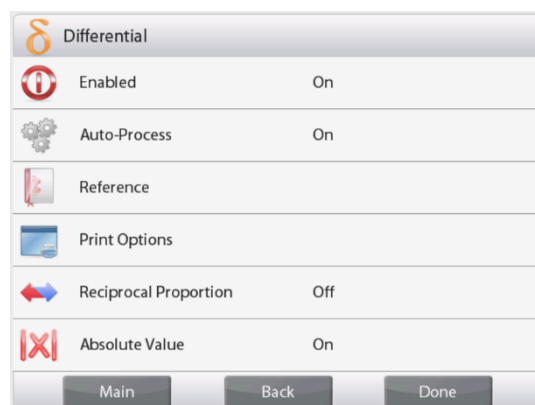 δ Differential
Enabled On
Auto-Process On
Reference
Print Options
Reciprocal Proportion Off
|X| Absolute Value On
Main Back Done